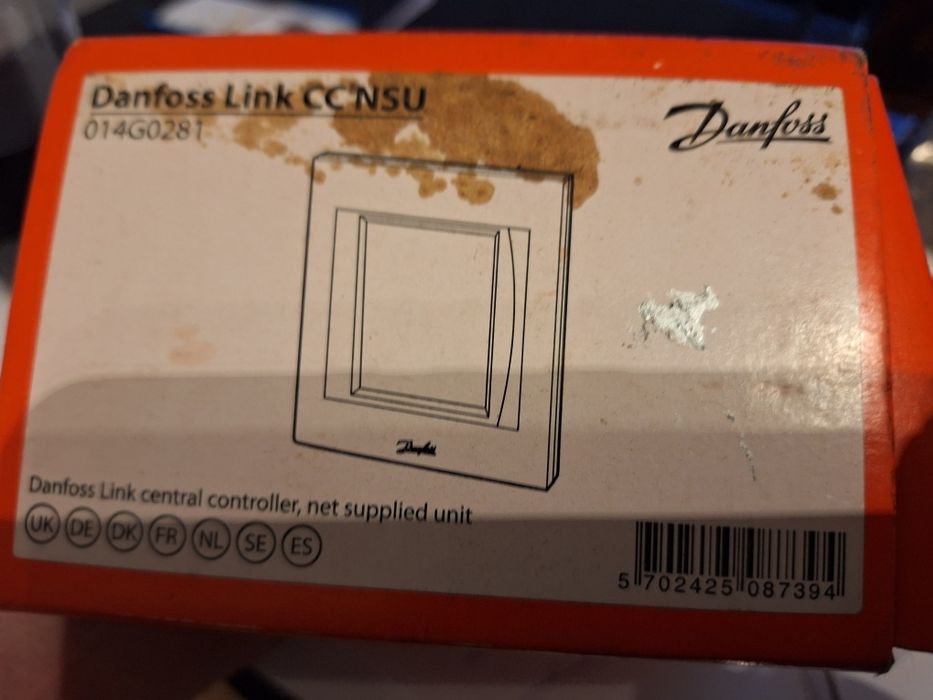 Danfoss Link CC NSU
014G0281
Danfoss
Danfoss
Danfoss Link central controller, net supplied unit
UK DE DK FR NL SE ES
5 702425 087394